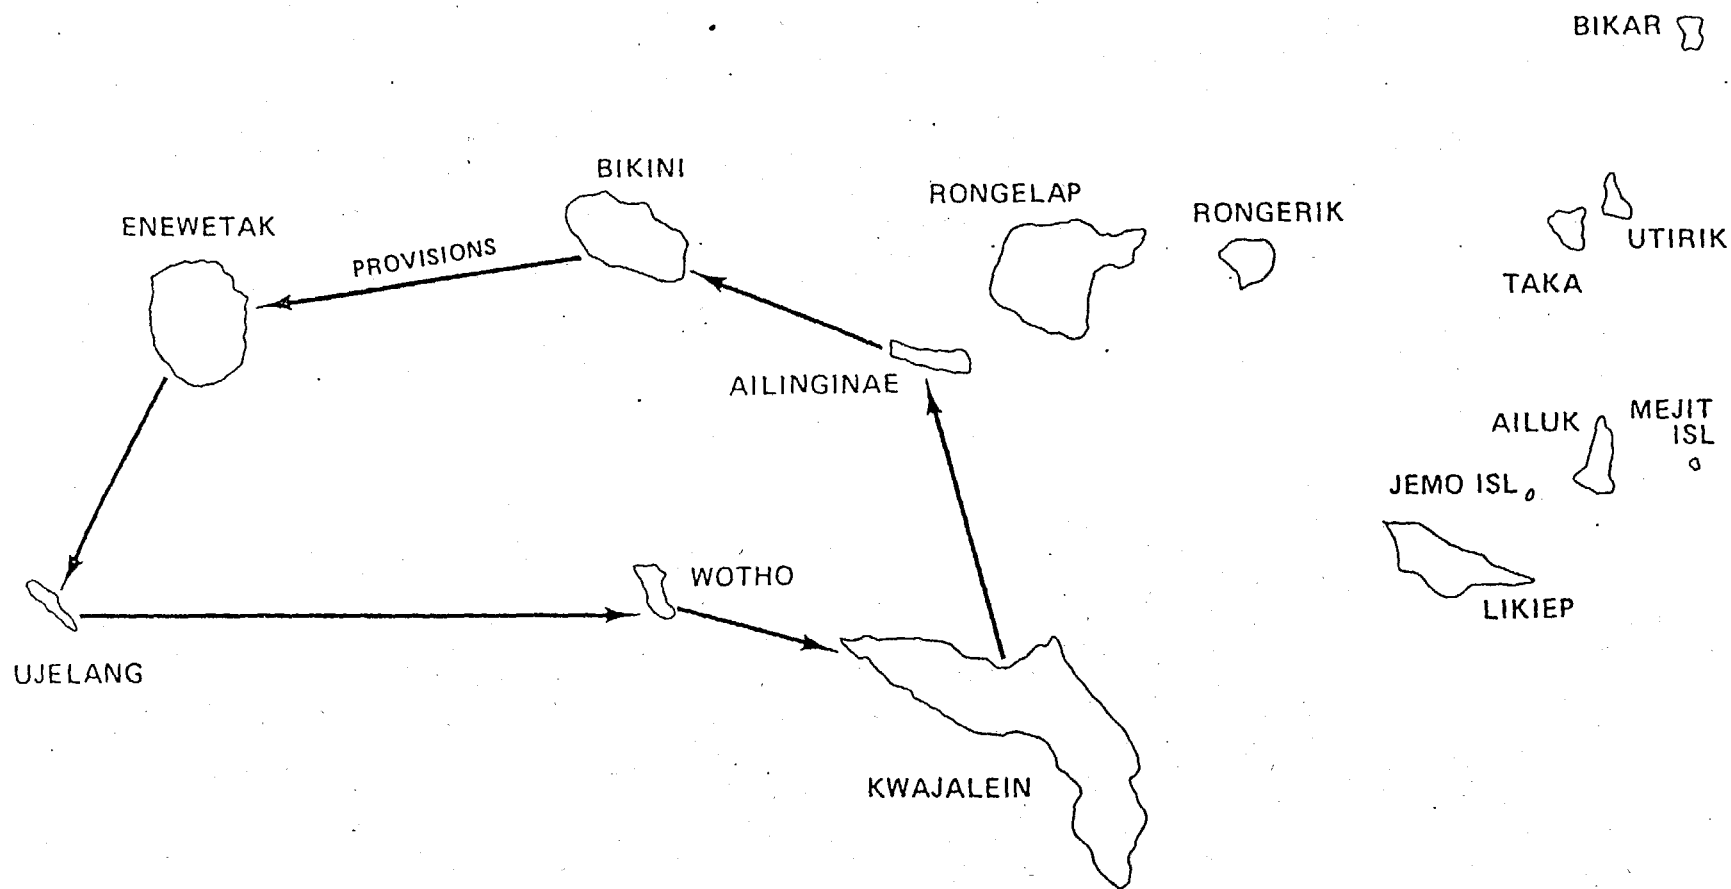 BIKAR
BIKINI
RONGELAP
RONGERIK
ENEWETAK
PROVISIONS
UTIRIK
TAKA
AILINGINAE
AILUK
MEJIT
ISL
JEMO ISL
WOTHO
LIKIEP
UJELANG
KWAJALEIN